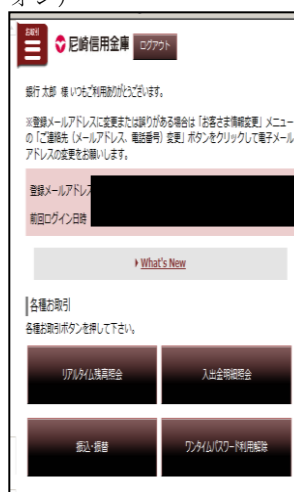 オン）
お取引
尼崎信用金庫 ログアウト
銀行 太郎 様 いつもご利用ありがとうございます。
※登録メールアドレスに変更または誤りが
ある場合は「お客さま情報変更」メニュー
の「ご連絡先（メールアドレス、電話番号）変更」ボタンをクリックして電子メール
アドレスの変更をお願いします。
登録メールアドレス
前回ログイン日時
What's New
各種お取引
各種お取引ボタンを押して下さい。
リアルタイム残高照会 入出金明細照会
振込・振替 ワンタイムパスワード利用解除